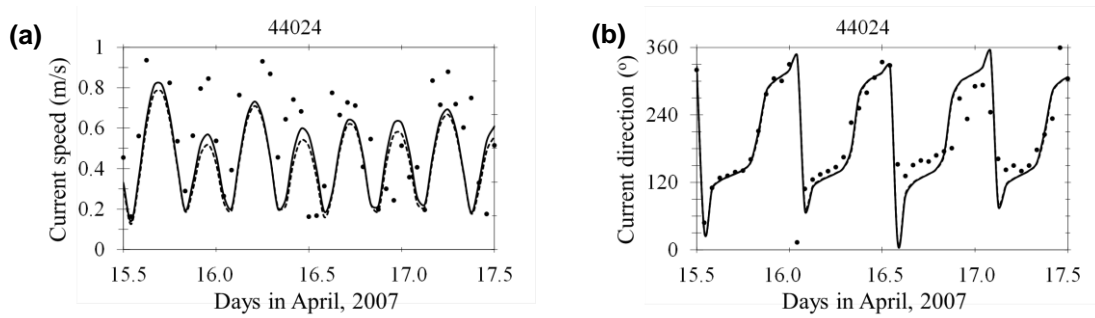 (a)
44024
Current speed (m/s)
1
0.8
0.6
0.4
0.2
0
15.5 16.0 16.5 17.0 17.5
Days in April, 2007
(b)
44024
Current direction (º)
360
240
120
0
15.5 16.0 16.5 17.0 17.5
Days in April, 2007